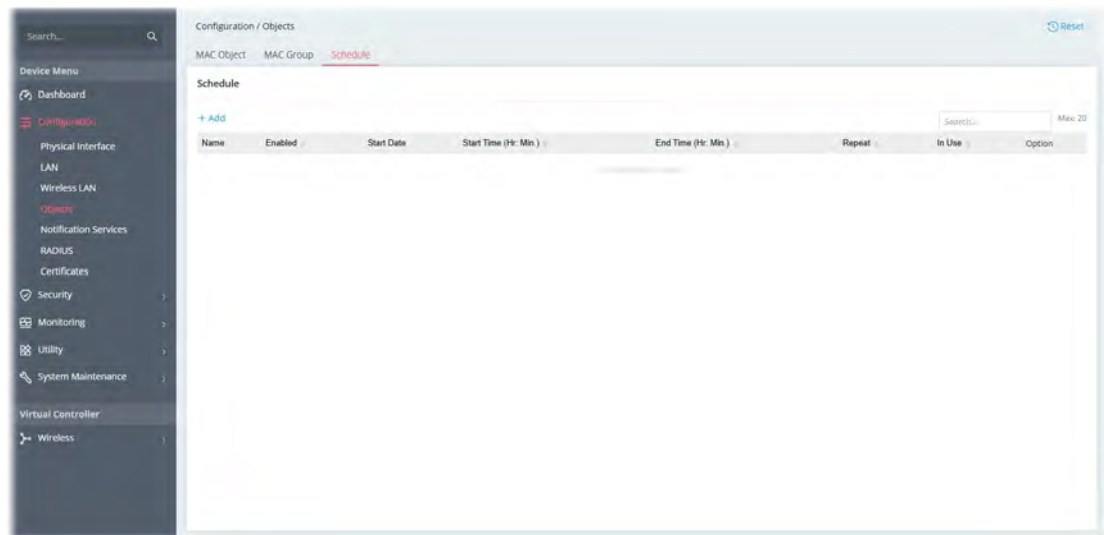 Search...
Device Menu
Dashboard
Configuration
Physical Interface
LAN
Wireless LAN
Objects
Notification Services
RADIUS
Certificates
Security
Monitoring
Utility
System Maintenance
Virtual Controller
Wireless
Configuration / Objects
Reset
MAC Object MAC Group Schedule
Schedule
+ Add
Search...
Max: 20
Name Enabled Start Date Start Time (Hr: Min.) End Time (Hr: Min.) Repeat In Use Option